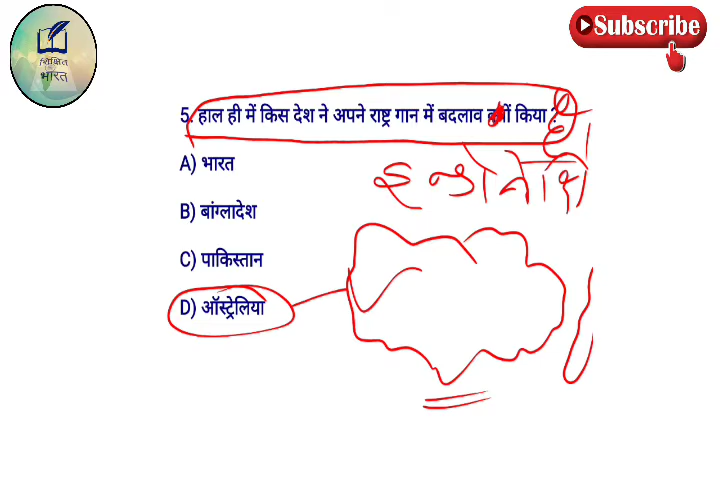 शिक्षित
भारत
Subscribe
5. हाल ही में किस देश ने अपने राष्ट्र गान में बदलाव किया ?
A) भारत
B) बांग्लादेश
C) पाकिस्तान
D) ऑस्ट्रेलिया